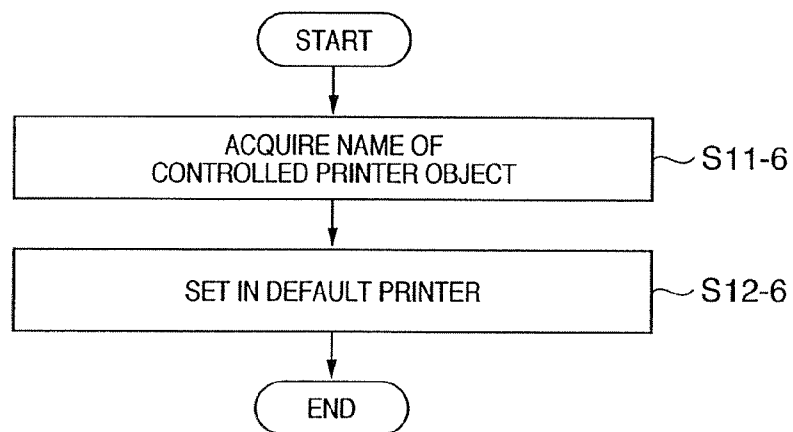 START
ACQUIRE NAME OF
CONTROLLED PRINTER OBJECT
S11-6
SET IN DEFAULT PRINTER
S12-6
END